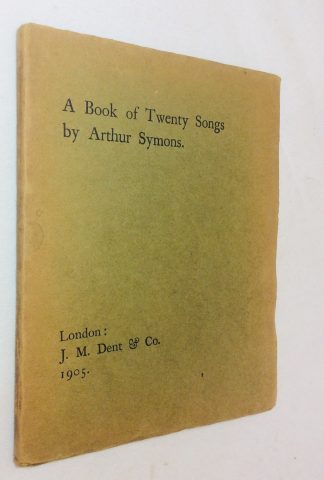 A Book of Twenty Songs
by Arthur Symons.
London:
J. M. Dent & Co.
1905.